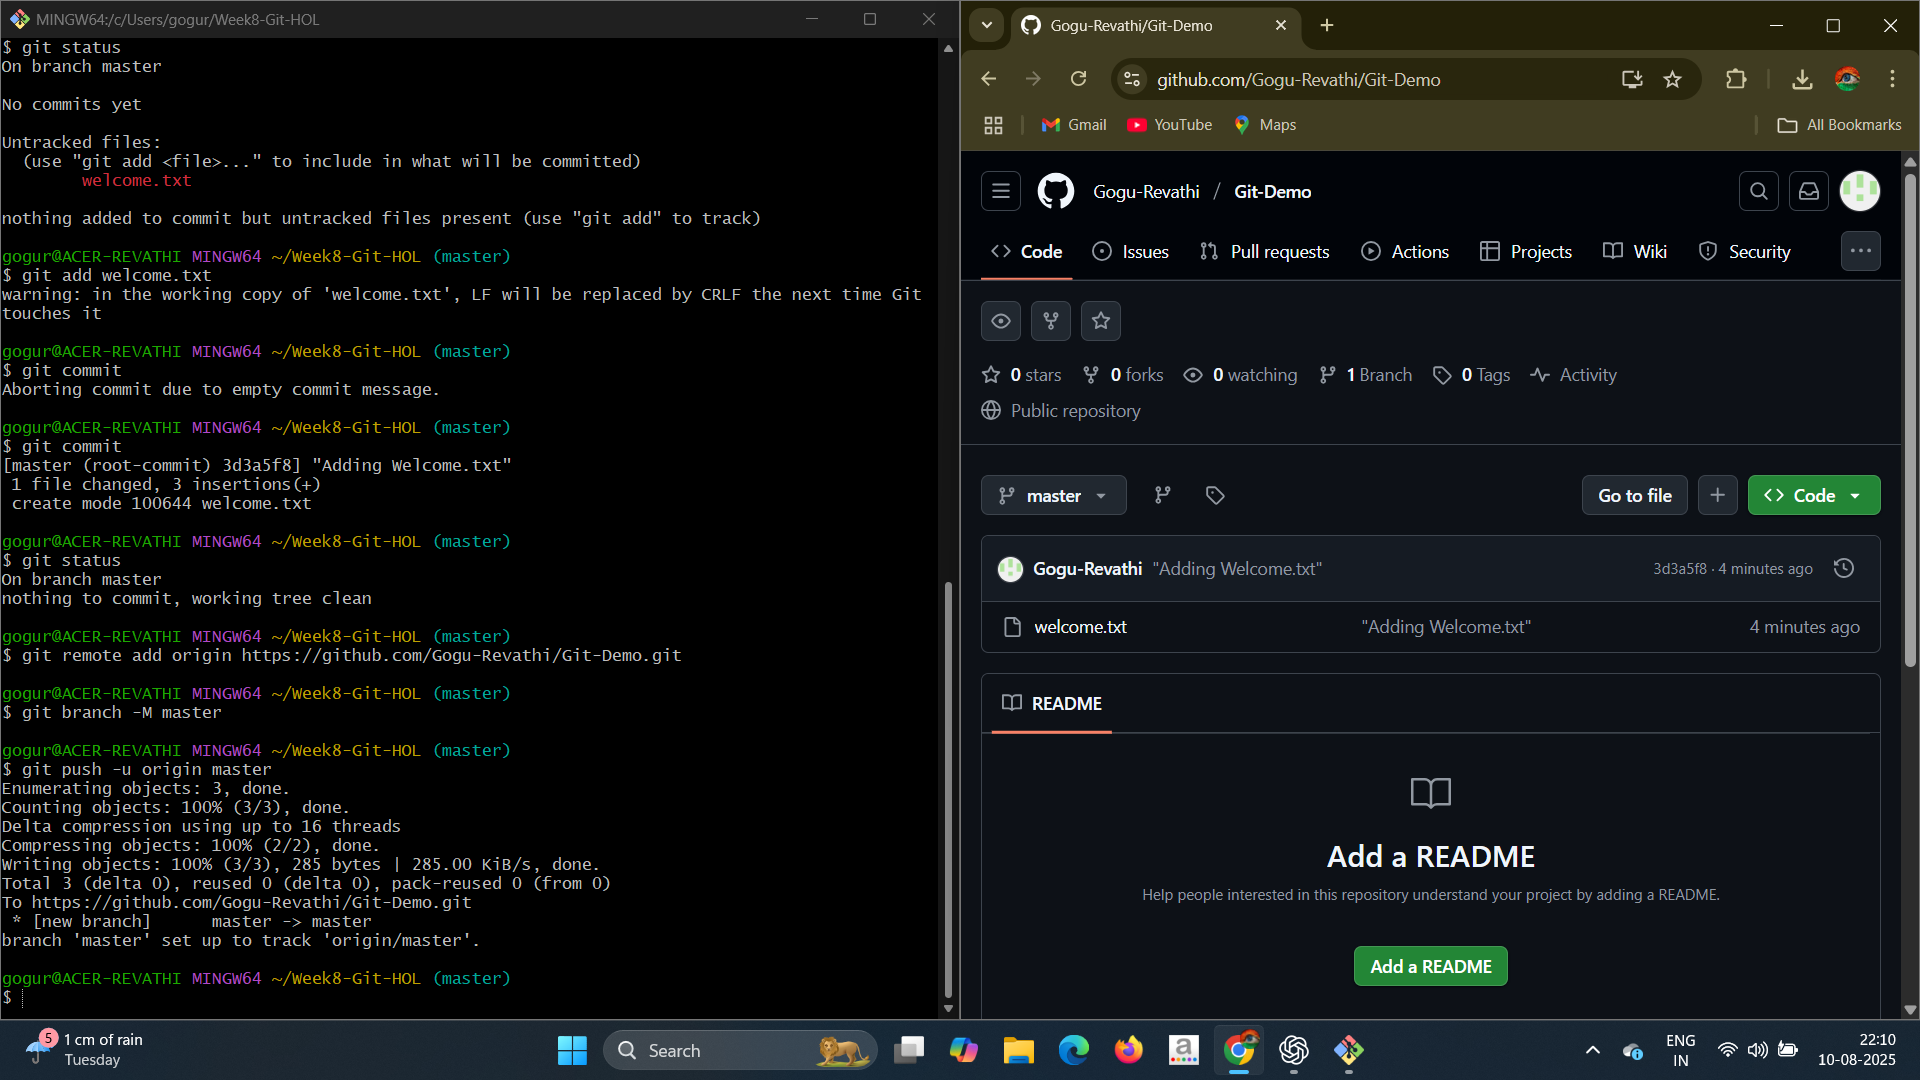 MINGW64:/c/Users/gogur/Week8-Git-HOL
$ git status
On branch master
No commits yet
Untracked files:
  (use "git add <file>..." to include in what will be committed)
        welcome.txt
nothing added to commit but untracked files present (use "git add" to track)
gogur@ACER-REVATHI MINGW64 ~/Week8-Git-HOL (master)
$ git add welcome.txt
warning: in the working copy of 'welcome.txt', LF will be replaced by CRLF the next time Git
touches it
gogur@ACER-REVATHI MINGW64 ~/Week8-Git-HOL (master)
$ git commit
Aborting commit due to empty commit message.
gogur@ACER-REVATHI MINGW64 ~/Week8-Git-HOL (master)
$ git commit
[master (root-commit) 3d3a5f8] "Adding Welcome.txt"
 1 file changed, 3 insertions(+)
 create mode 100644 welcome.txt
gogur@ACER-REVATHI MINGW64 ~/Week8-Git-HOL (master)
$ git status
On branch master
nothing to commit, working tree clean
gogur@ACER-REVATHI MINGW64 ~/Week8-Git-HOL (master)
$ git remote add origin https://github.com/Gogu-Revathi/Git-Demo.git
gogur@ACER-REVATHI MINGW64 ~/Week8-Git-HOL (master)
$ git branch -M master
gogur@ACER-REVATHI MINGW64 ~/Week8-Git-HOL (master)
$ git push -u origin master
Enumerating objects: 3, done.
Counting objects: 100% (3/3), done.
Delta compression using up to 16 threads
Compressing objects: 100% (2/2), done.
Writing objects: 100% (3/3), 285 bytes | 285.00 KiB/s, done.
Total 3 (delta 0), reused 0 (delta 0), pack-reused 0 (from 0)
To https://github.com/Gogu-Revathi/Git-Demo.git
 * [new branch]      master -> master
branch 'master' set up to track 'origin/master'.
gogur@ACER-REVATHI MINGW64 ~/Week8-Git-HOL (master)
$
Gogu-Revathi/Git-Demo
github.com/Gogu-Revathi/Git-Demo
Gmail YouTube Maps All Bookmarks
Gogu-Revathi / Git-Demo
Code Issues Pull requests Actions Projects Wiki Security
0 stars 0 forks 0 watching 1 Branch 0 Tags Activity
Public repository
master Go to file Code
Gogu-Revathi "Adding Welcome.txt" 3d3a5f8 · 4 minutes ago
welcome.txt "Adding Welcome.txt" 4 minutes ago
README
Add a README
Help people interested in this repository understand your project by adding a README.
Add a README
5
1 cm of rain
Tuesday
Search
a
ENG
IN
22:10
10-08-2025